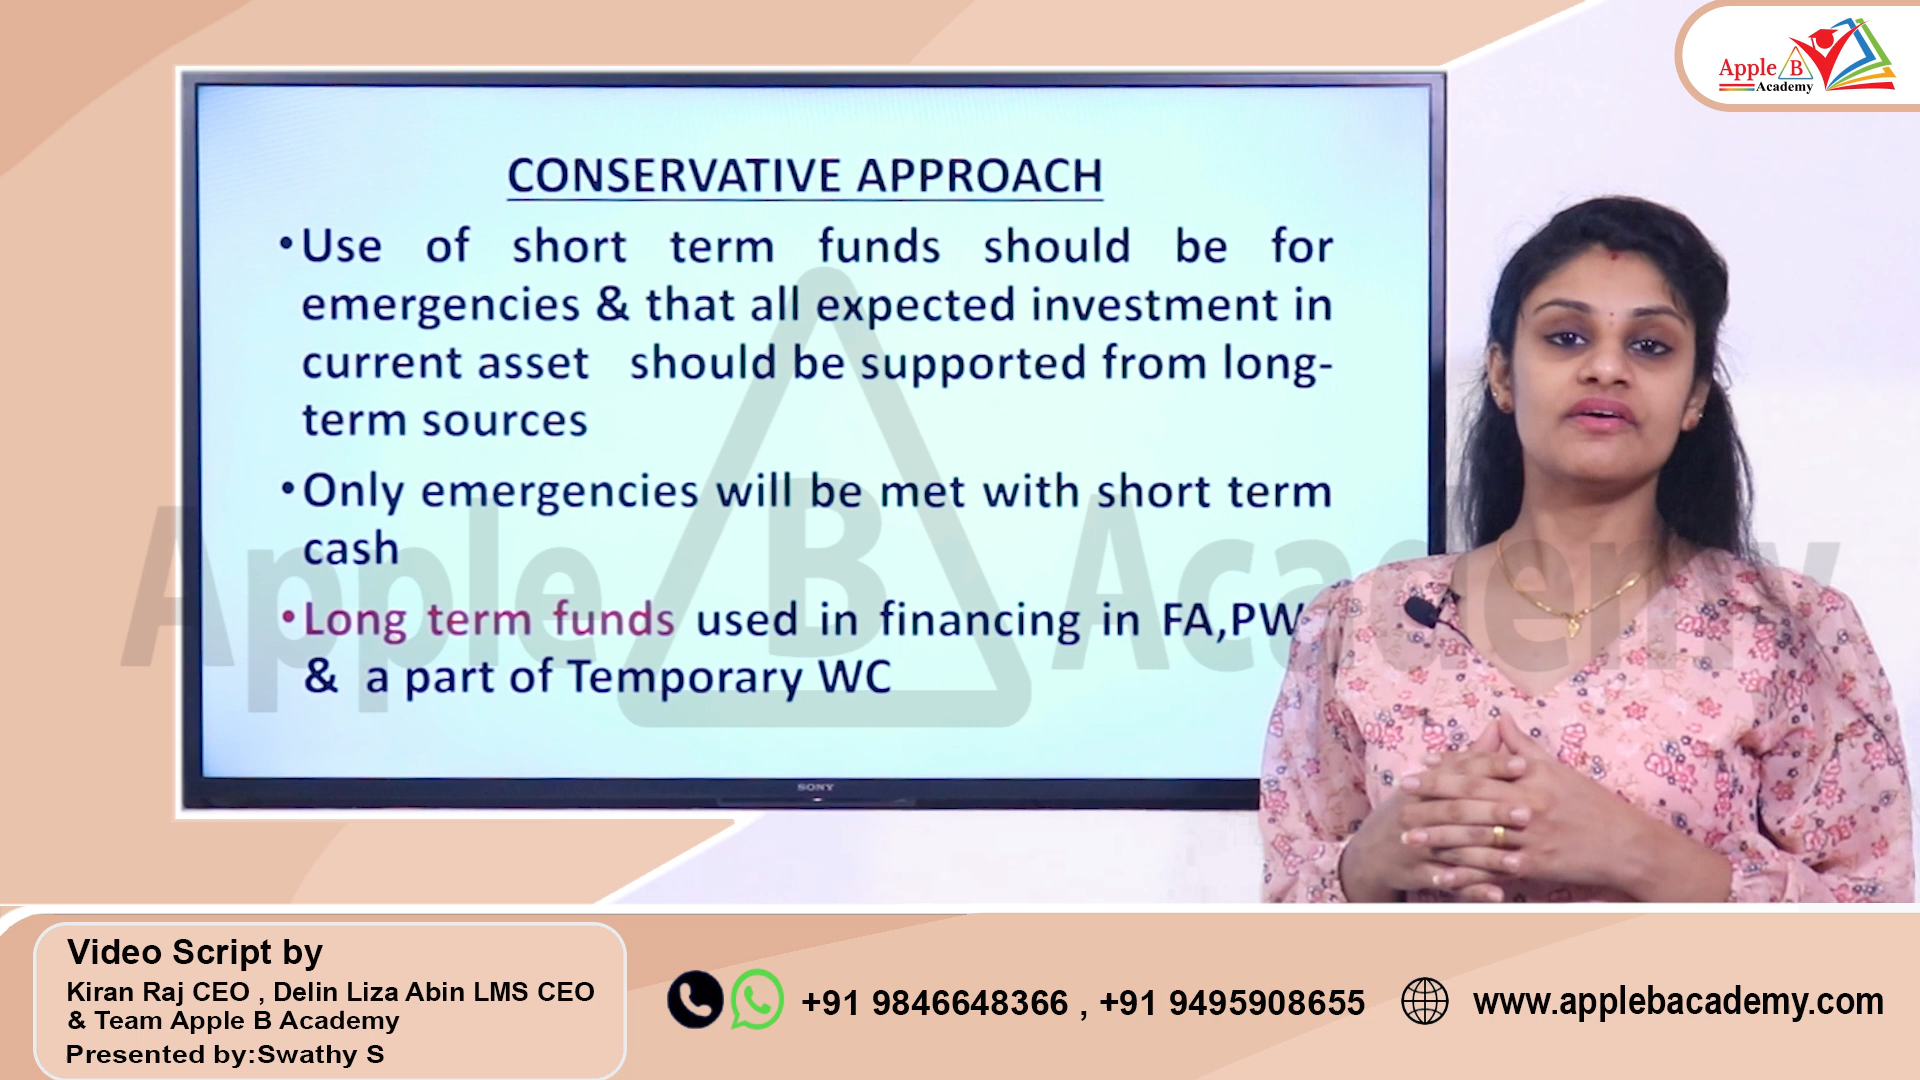 Apple B
Academy
CONSERVATIVE APPROACH
•Use of short term funds should be for
emergencies & that all expected investment in
current asset should be supported from long-
term sources
•Only emergencies will be met with short term
cash
•Long term funds used in financing in FA,PW
& a part of Temporary WC
Apple B Academy
SONY
Video Script by
Kiran Raj CEO , Delin Liza Abin LMS CEO
& Team Apple B Academy
Presented by:Swathy S
+91 9846648366 , +91 9495908655
www.applebacademy.com